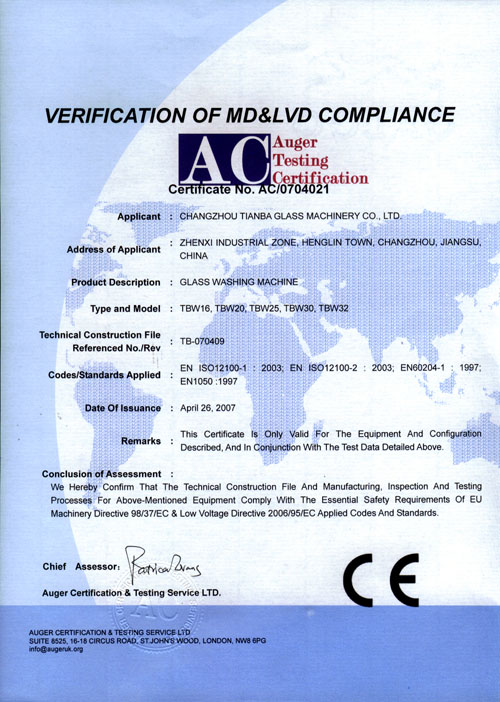 VERIFICATION OF MD&LVD COMPLIANCE
AC Auger
Testing
Certification
Certificate No. AC/0704021
Applicant : CHANGZHOU TIANBA GLASS MACHINERY CO., LTD.
Address of Applicant : ZHENXI INDUSTRIAL ZONE, HENGLIN TOWN, CHANGZHOU, JIANGSU,
CHINA
Product Description : GLASS WASHING MACHINE
Type and Model : TBW16, TBW20, TBW25, TBW30, TBW32
Technical Construction File
Referenced No./Rev : TB-070409
Codes/Standards Applied : EN ISO12100-1 : 2003; EN ISO12100-2 : 2003; EN60204-1 : 1997;
EN1050 :1997
Date Of Issuance : April 26, 2007
Remarks : This Certificate Is Only Valid For The Equipment And Configuration
Described, And In Conjunction With The Test Data Detailed Above.
Conclusion of Assessment :
We Hereby Confirm That The Technical Construction File And Manufacturing, Inspection And Testing
Processes For Above-Mentioned Equipment Comply With The Essential Safety Requirements Of EU
Machinery Directive 98/37/EC & Low Voltage Directive 2006/95/EC Applied Codes And Standards.
Chief Assessor:
Auger Certification & Testing Service LTD.
CE
AC
AUGER CERTIFICATION & TESTING SERVICE LTD
SUITE 6525, 16-18 CIRCUS ROAD, ST.JOHN'S WOOD, LONDON, NW8 6PG
info@augeruk.org